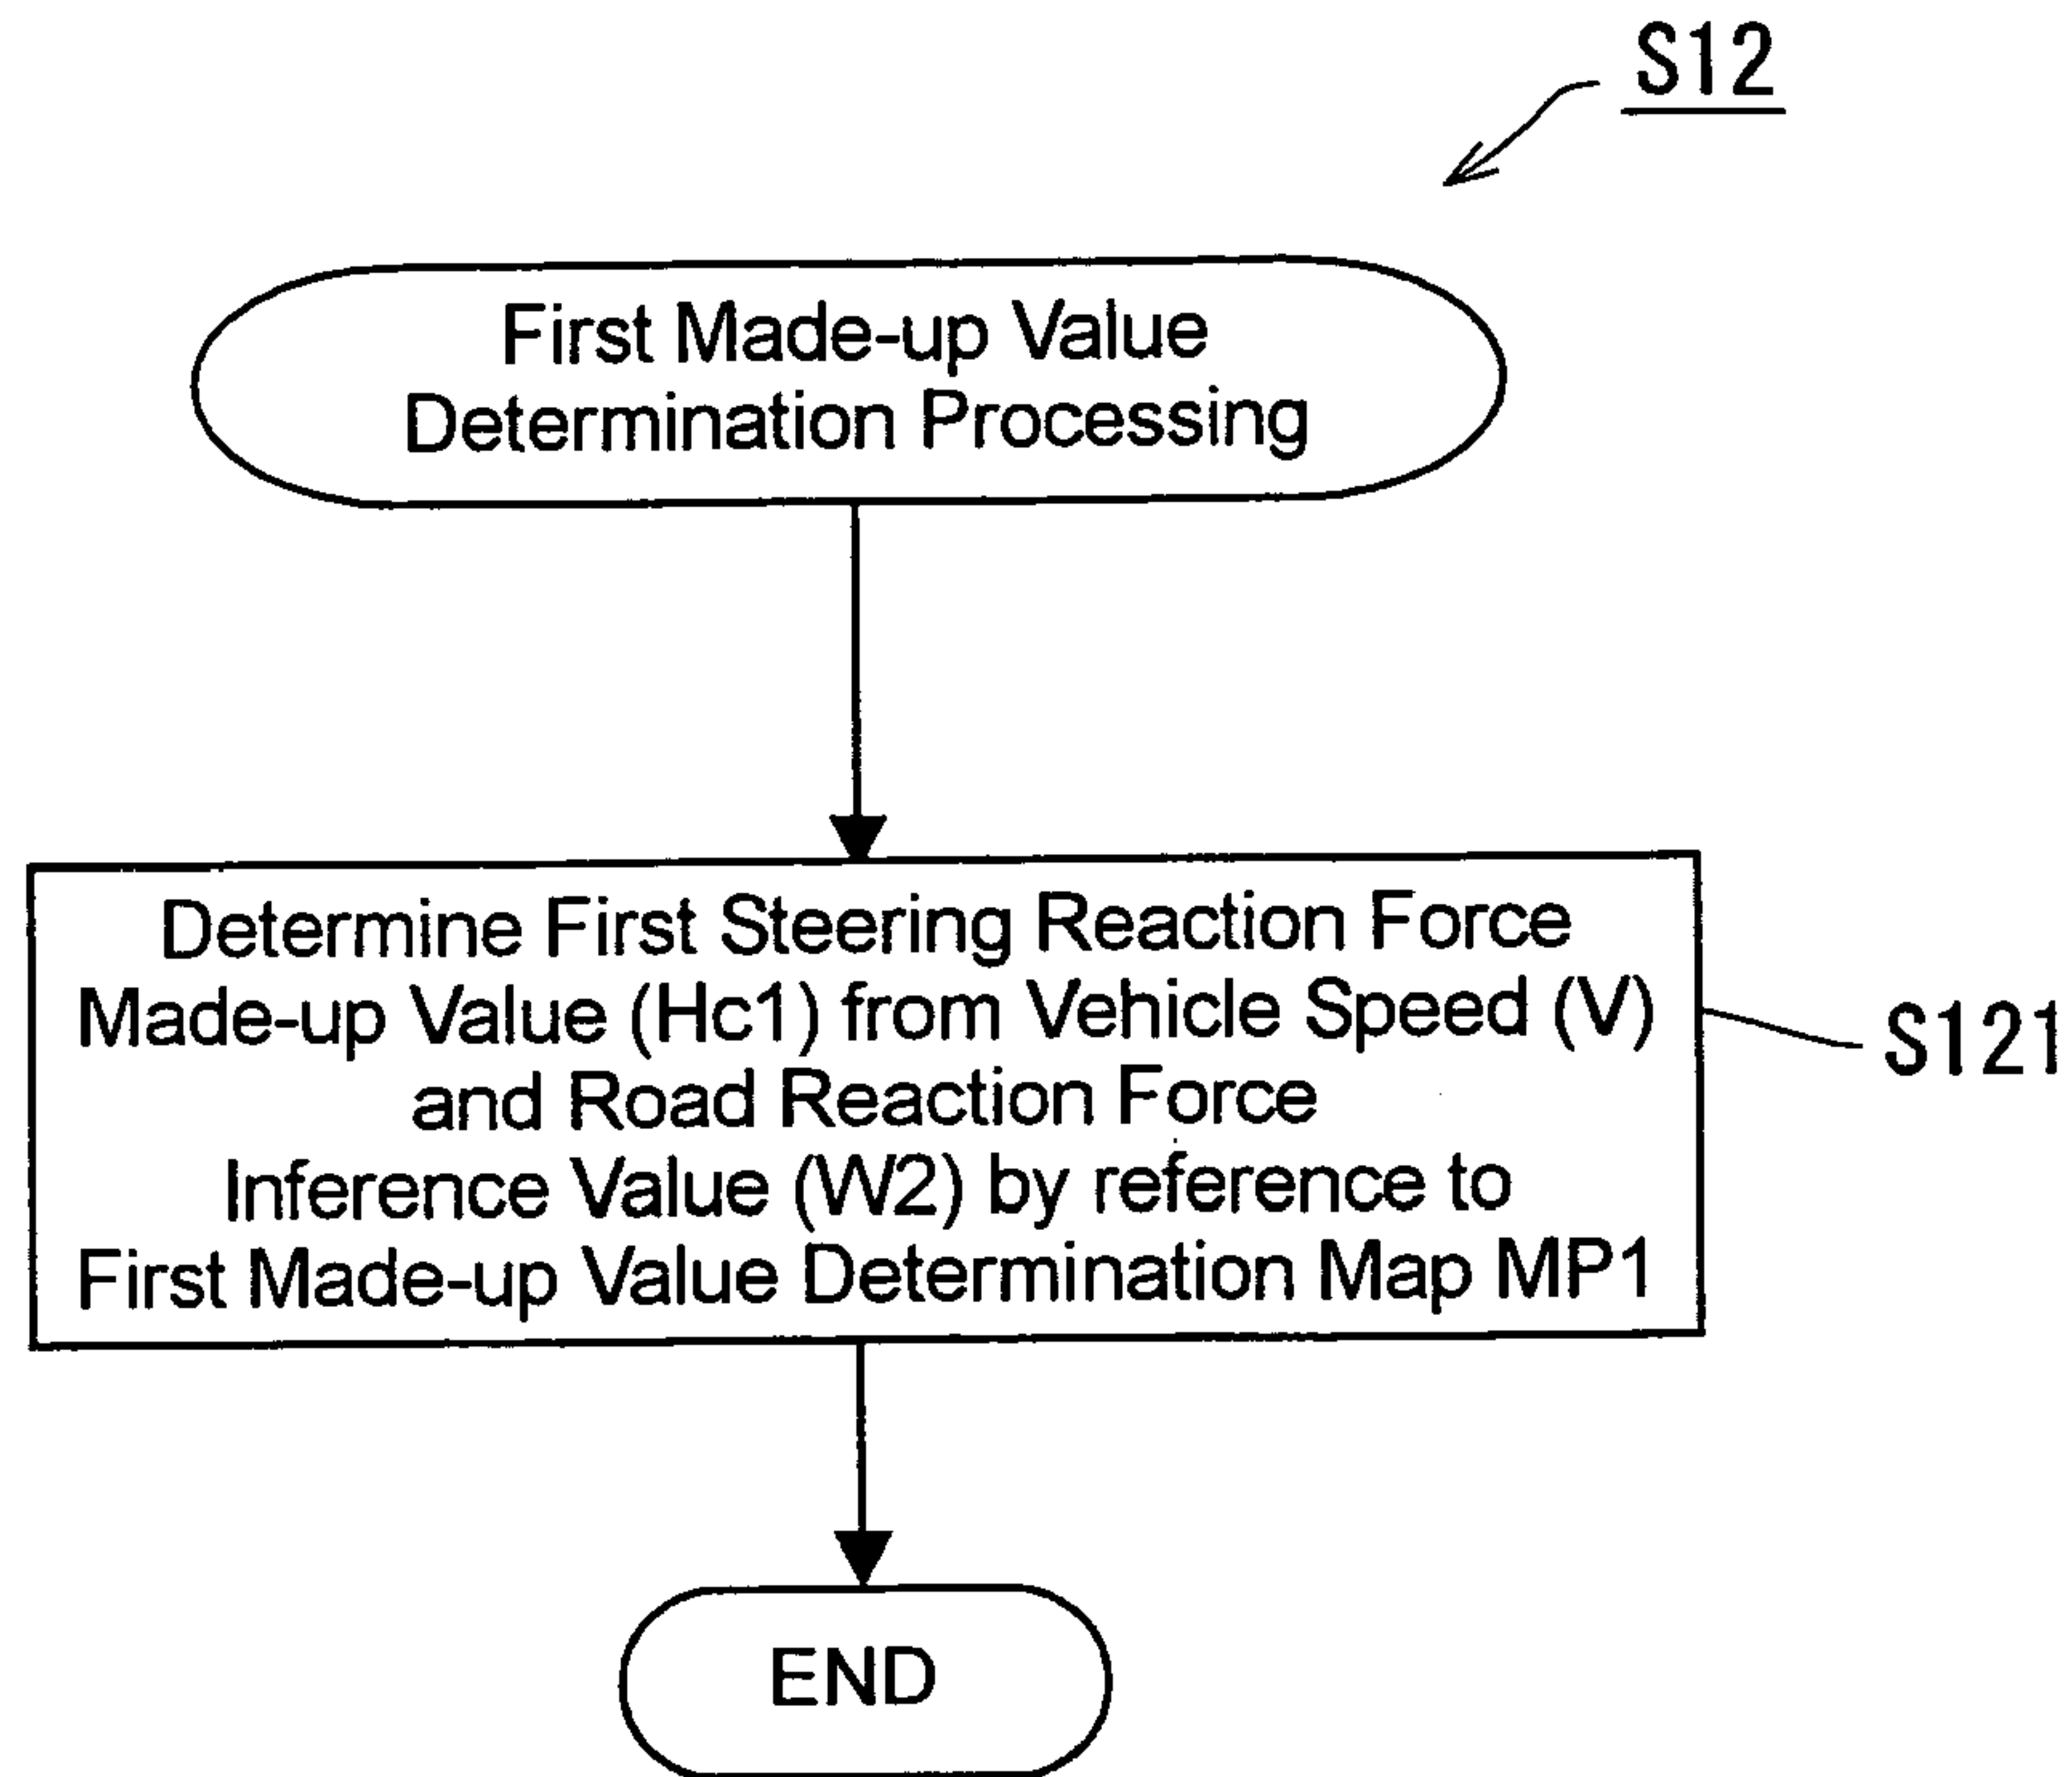 S12
First Made-up Value
Determination Processing
Determine First Steering Reaction Force
Made-up Value (Hc1) from Vehicle Speed (V)
and Road Reaction Force
Inference Value (W2) by reference to
First Made-up Value Determination Map MP1
S121
END